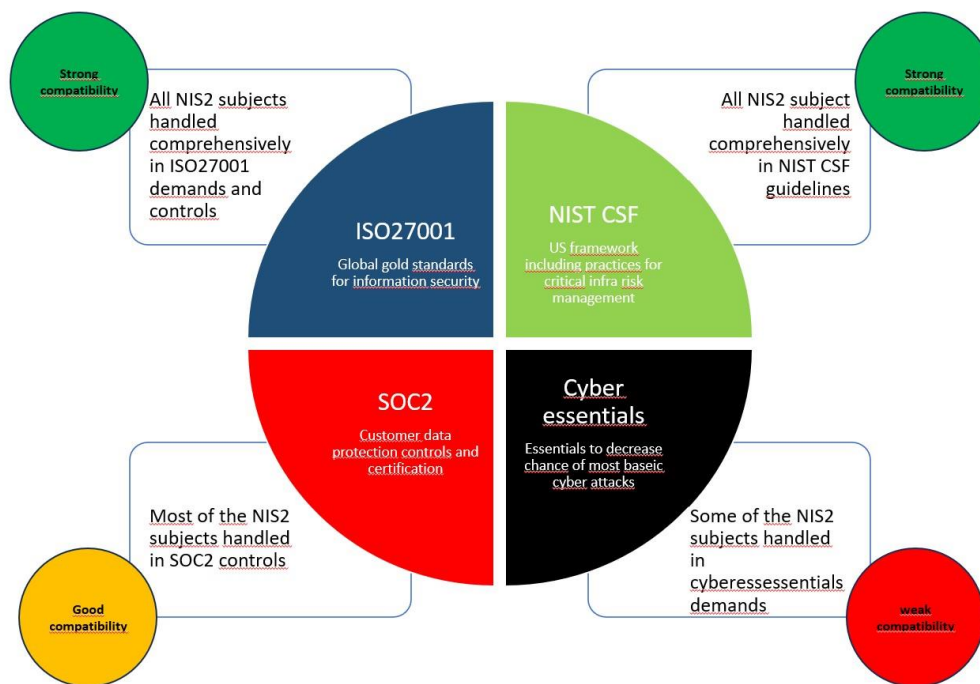 Strong
compatibility
All NIS2 subjects
handled
comprehensively
in ISO27001
demands and
controls
Strong
compatibility
All NIS2 subject
handled
comprehensively
in NIST CSF
guidelines
ISO27001
Global gold standards
for information security
NIST CSF
US framework
including practices for
critical infra risk
management
SOC2
Customer data
protection controls and
certification
Cyber
essentials
Essentials to decrease
chance of most baseic
cyber attacks
Most of the NIS2
subjects handled
in SOC2 controls
Good
compatibility
Some of the NIS2
subjects handled
in
cyberessessentials
demands
weak
compatibility